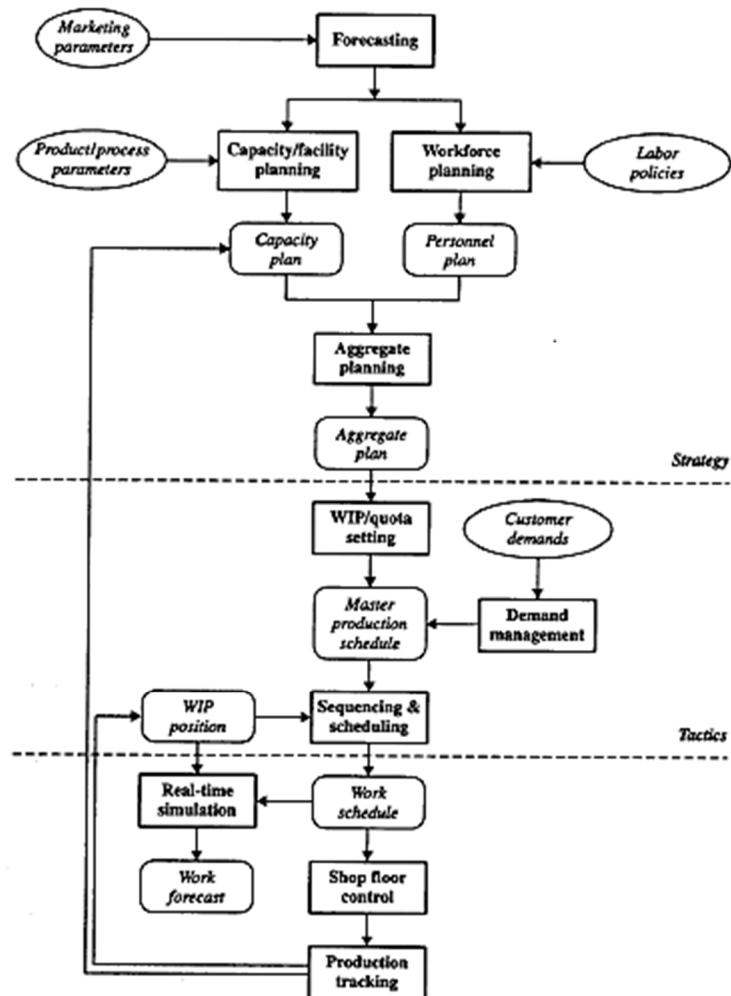 Marketing
parameters
Forecasting
Product/process
parameters
Capacity/facility
planning
Workforce
planning
Labor
policies
Capacity
plan
Personnel
plan
Aggregate
planning
Aggregate
plan
Strategy
WIP/quota
setting
Customer
demands
Master
production
schedule
Demand
management
WIP
position
Sequencing &
scheduling
Tactics
Real-time
simulation
Work
schedule
Work
forecast
Shop floor
control
Production
tracking